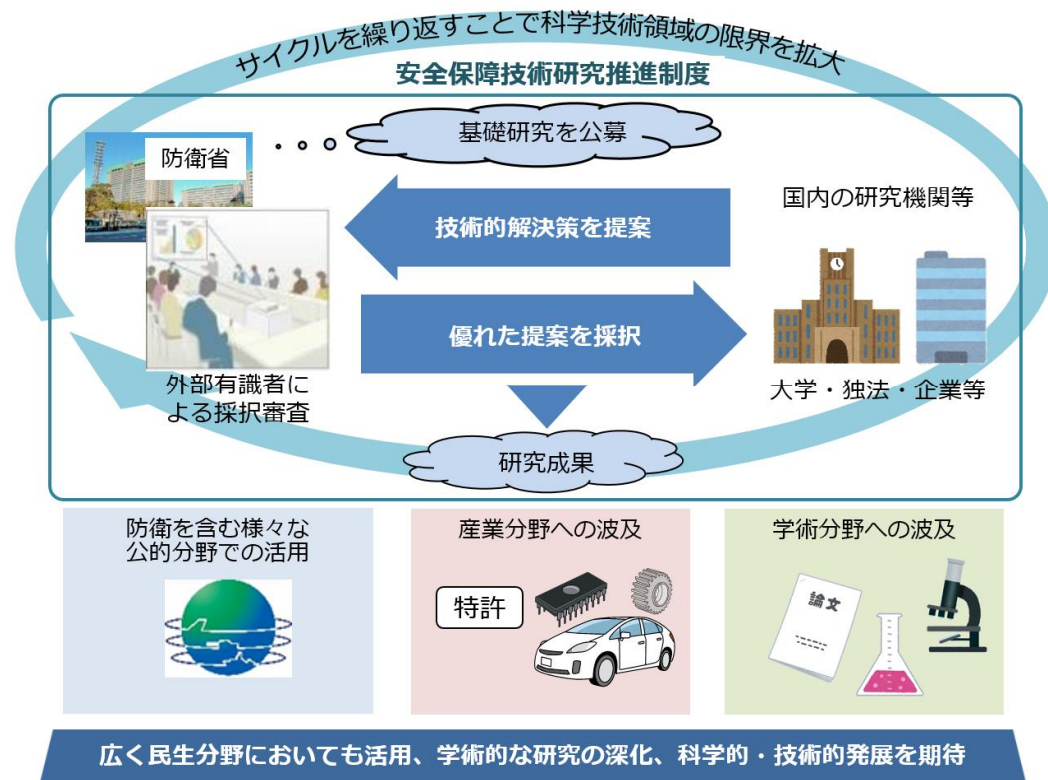 サイクルを繰り返すことで科学技術領域の限界を拡大
安全保障技術研究推進制度
基礎研究を公募
防衛省
国内の研究機関等
技術的解決策を提案
優れた提案を採択
外部有識者に
よる採択審査
大学・独法・企業等
研究成果
防衛を含む様々な
公的分野での活用
産業分野への波及
学術分野への波及
特許
論文
広く民生分野においても活用、学術的な研究の深化、科学的・技術的発展を期待